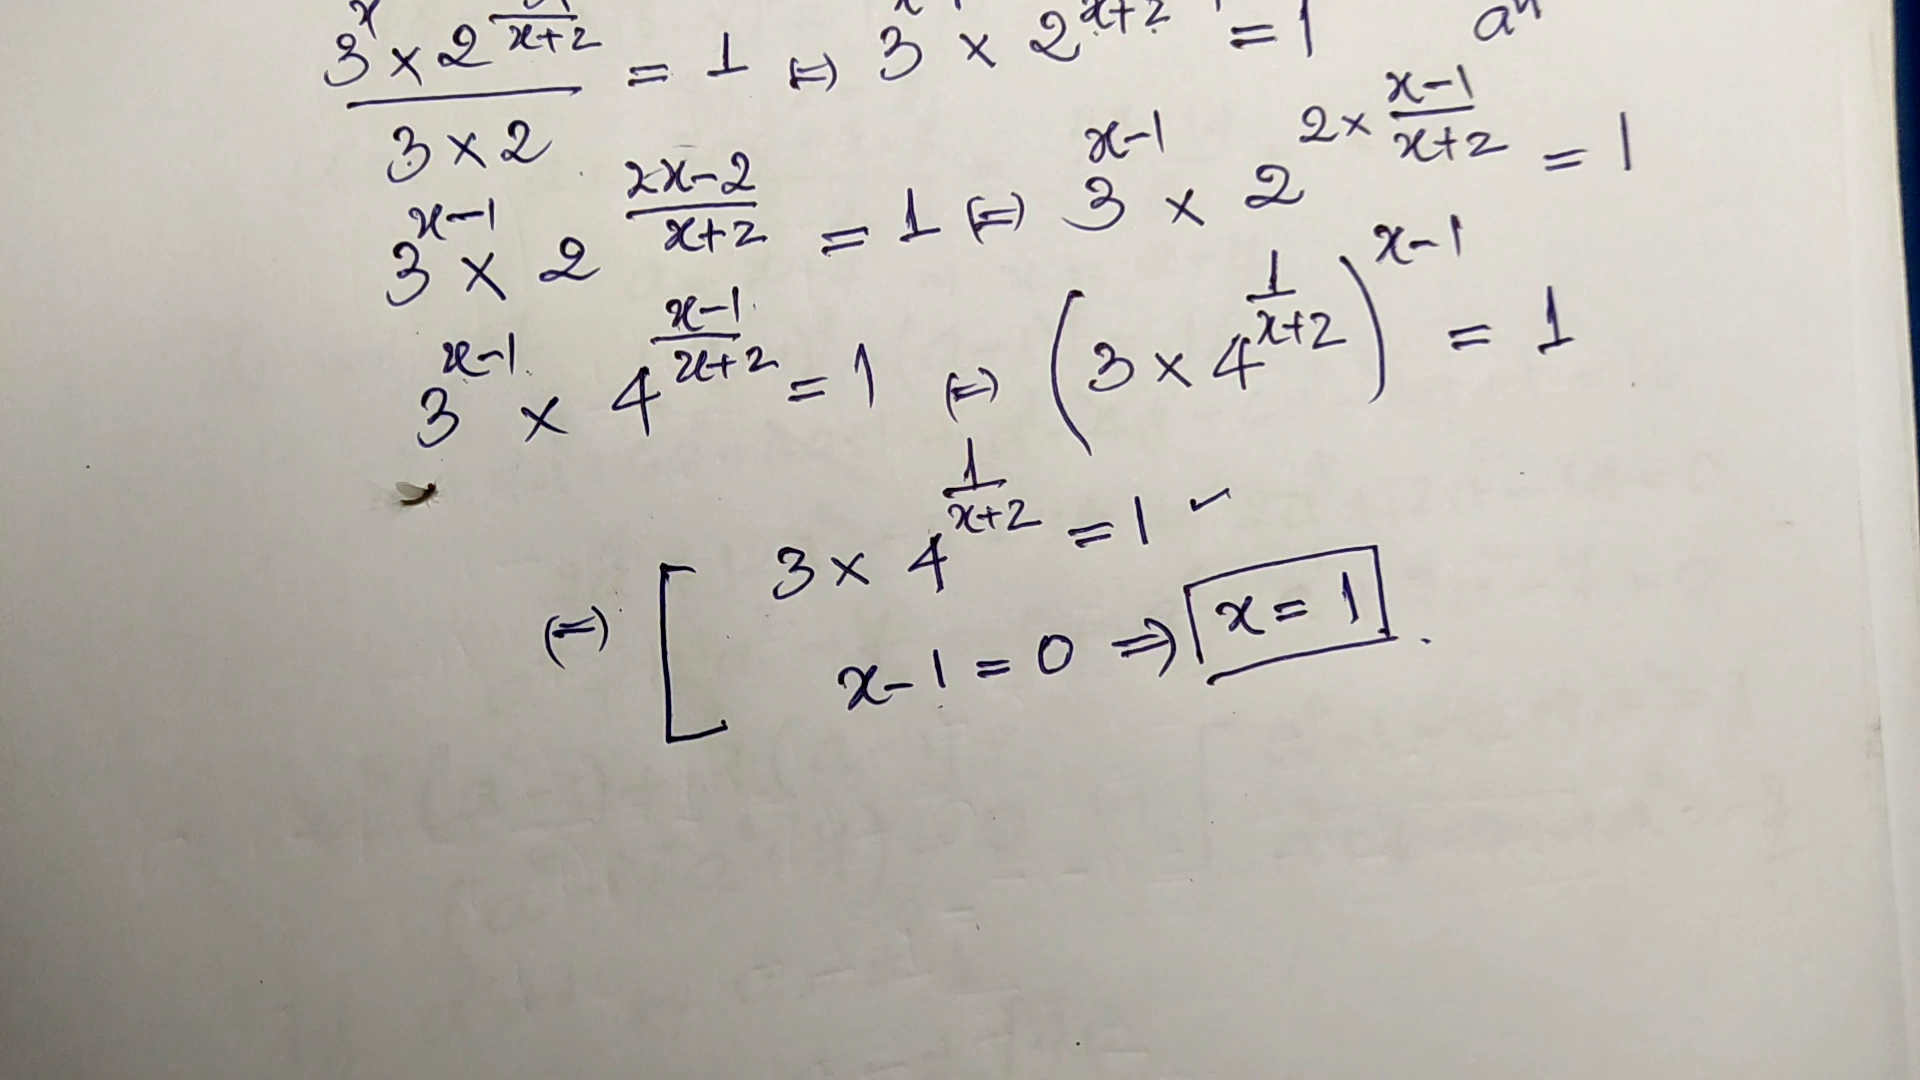 3^x × 2^(/(x+2)) / (3 × 2) = 1 (=) 3 × 2^(x+2) = 1 a^n
3^(x-1) × 2^((2x-2)/(x+2)) = 1 (=) 3^(x-1) × 2^(2 × (x-1)/(x+2)) = 1
3^(x-1) × 4^((x-1)/(x+2)) = 1 (=) (3 × 4^(1/(x+2)))^(x-1) = 1
(=) [ 3 × 4^(1/(x+2)) = 1 ✓
x-1 = 0 ⇒ x = 1.